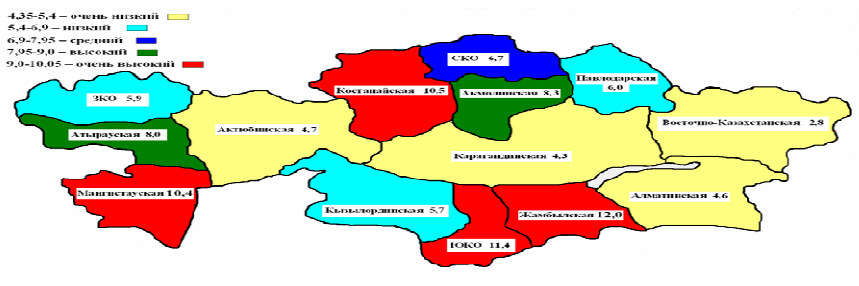 4,35-5,4 – очень низкий
5,4-6,9 – низкий
6,9-7,95 – средний
7,95-9,0 – высокий
9,0-10,05 – очень высокий
СКО 6,7
Павлодарская
6,0
Костанайская 10,5
Акмолинская 8,3
ЗКО 5,9
Атырауская 8,0
Актюбинская 4,7
Восточно-Казахстанская 2,8
Карагандинская 4,3
Мангистауская 10,4
Алматинская 4,6
Кызылординская 5,7
Жамбылская 12,0
ЮКО 11,4